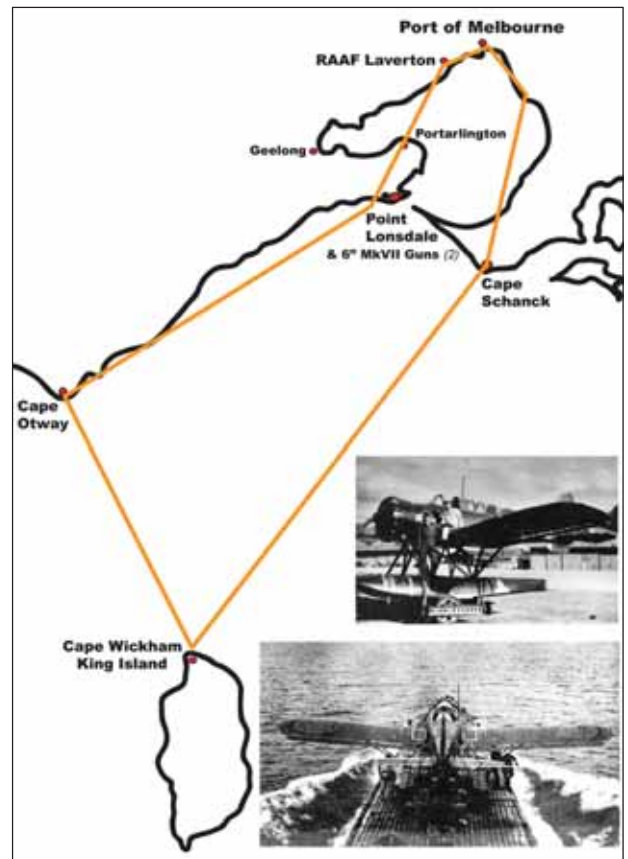 Port of Melbourne
RAAF Laverton
Portarlington
Geelong
Point
Lonsdale
& 6" MkVII Guns (2)
Cape
Schanck
Cape
Otway
Cape Wickham
King Island